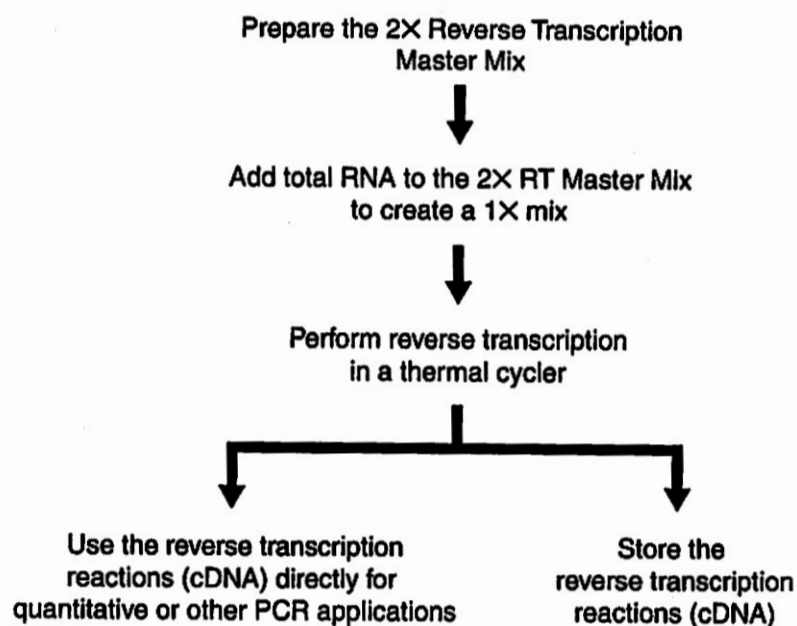 Prepare the 2X Reverse Transcription
Master Mix
Add total RNA to the 2X RT Master Mix
to create a 1X mix
Perform reverse transcription
in a thermal cycler
Use the reverse transcription
reactions (cDNA) directly for
quantitative or other PCR applications
Store the
reverse transcription
reactions (cDNA)